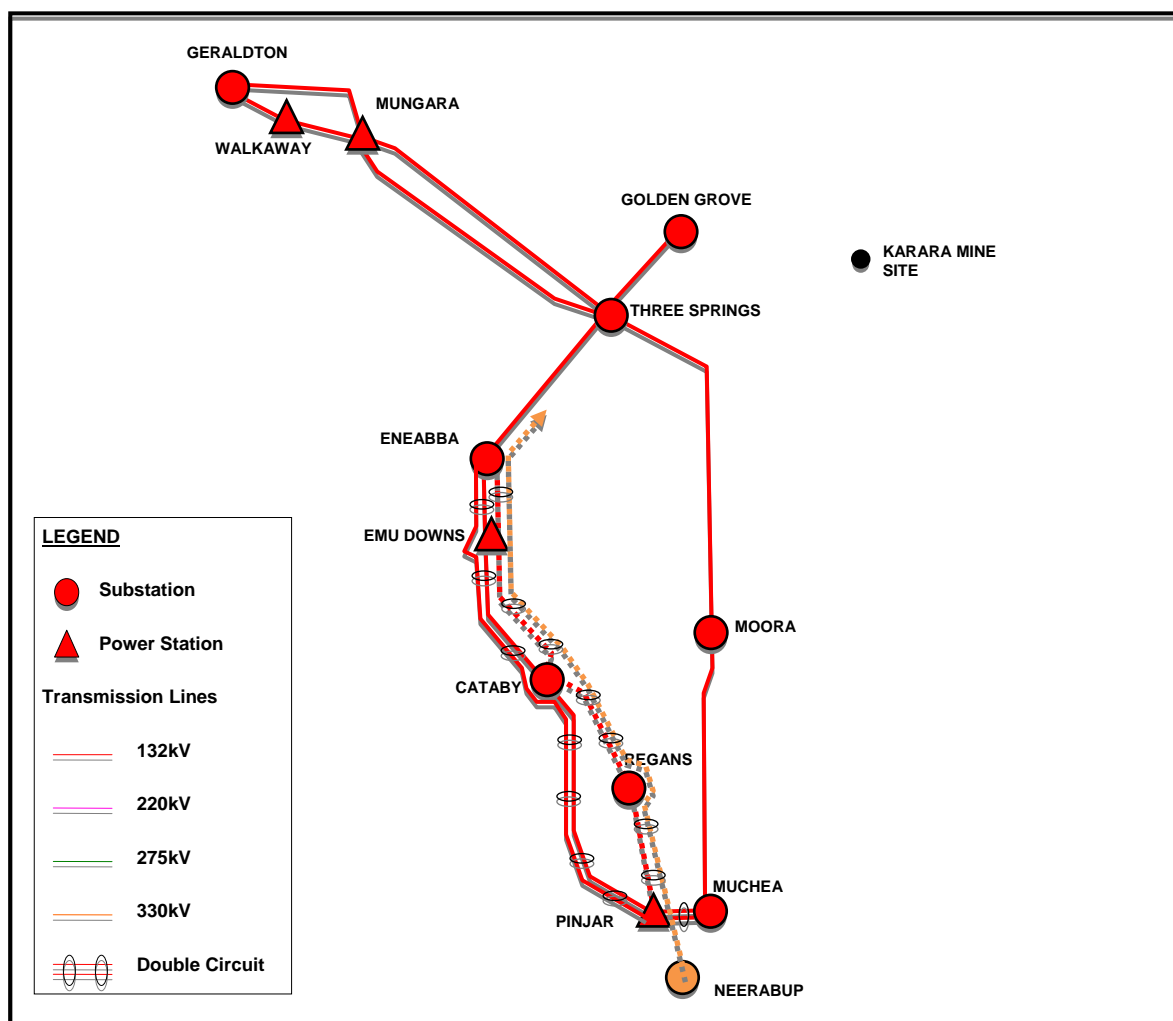 GERALDTON
MUNGARA
WALKAWAY
GOLDEN GROVE
KARARA MINE
SITE
THREE SPRINGS
ENEABBA
EMU DOWNS
MOORA
CATABY
REGANS
MUCHEA
PINJAR
NEERABUP
LEGEND
Substation
Power Station
Transmission Lines
132kV
220kV
275kV
330kV
Double Circuit